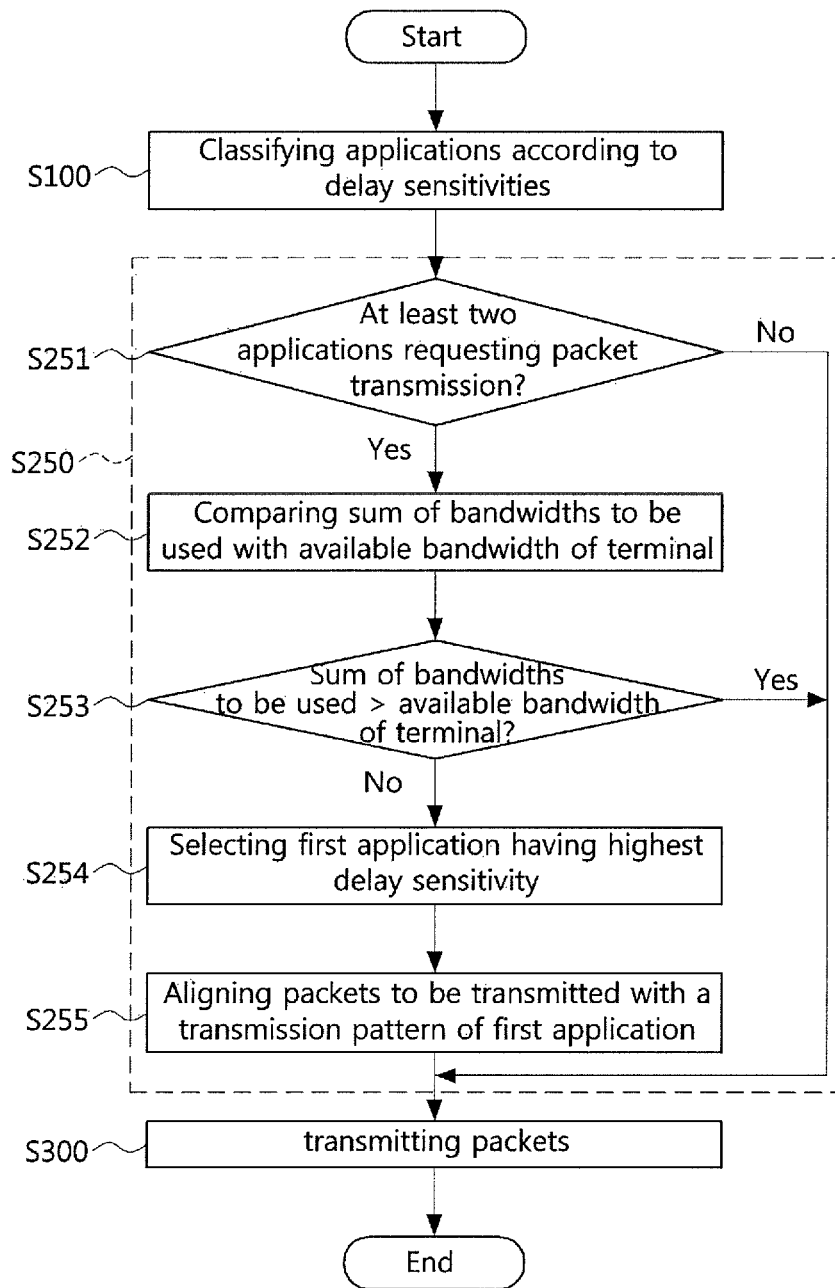 Start
S100
Classifying applications according to
delay sensitivities
S251
At least two
applications requesting packet
transmission?
No
Yes
S250
S252
Comparing sum of bandwidths to be
used with available bandwidth of terminal
S253
Sum of bandwidths
to be used > available bandwidth
of terminal?
Yes
No
S254
Selecting first application having highest
delay sensitivity
S255
Aligning packets to be transmitted with a
transmission pattern of first application
S300
transmitting packets
End